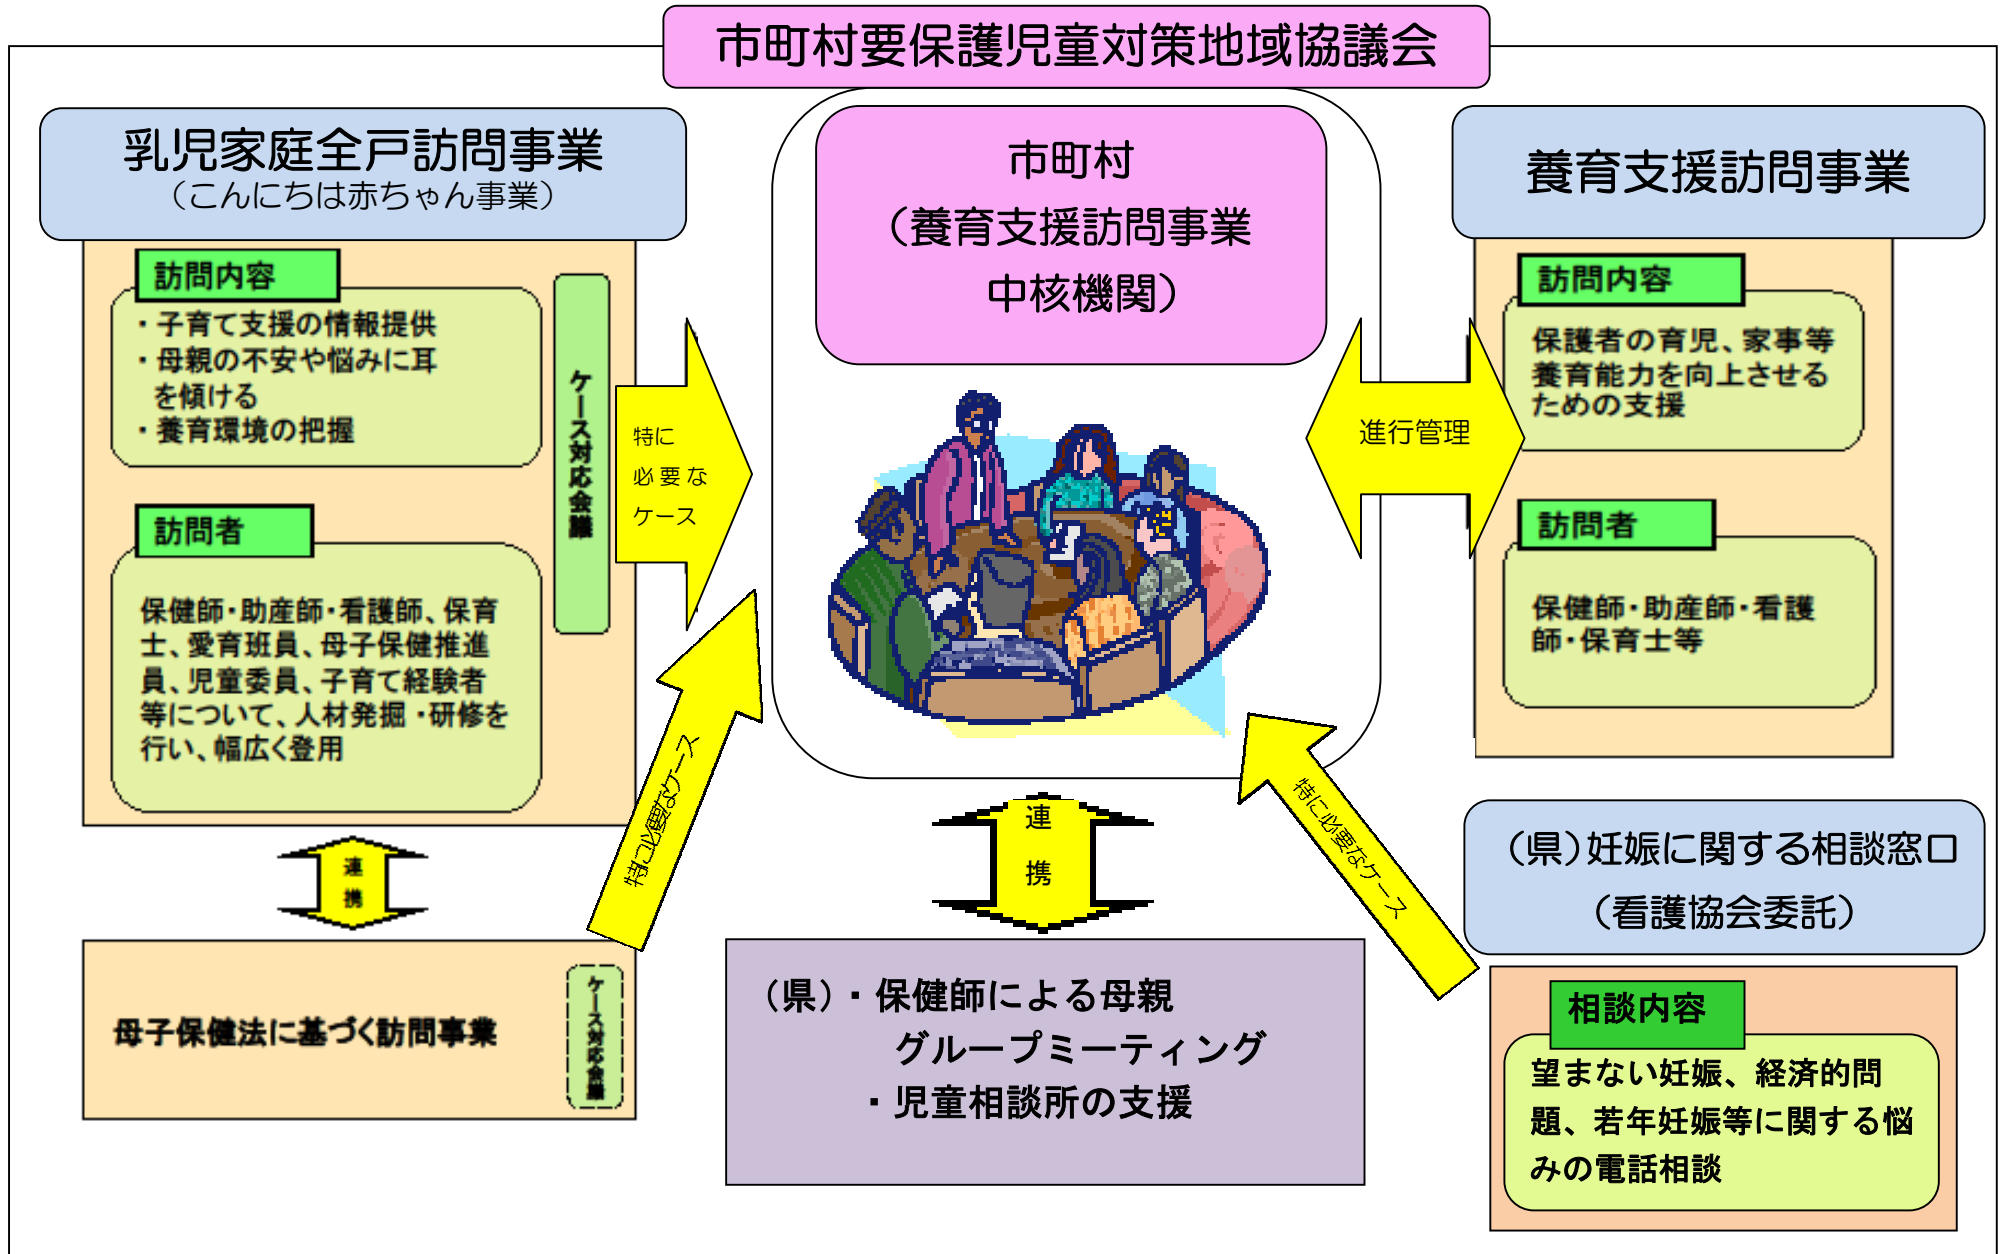 市町村要保護児童対策地域協議会
乳児家庭全戸訪問事業
（こんにちは赤ちゃん事業）
訪問内容
・子育て支援の情報提供
・母親の不安や悩みに耳
を傾ける
・養育環境の把握
訪問者
保健師・助産師・看護師、保育
士、愛育班員、母子保健推進
員、児童委員、子育て経験者
等について、人材発掘・研修を
行い、幅広く登用
ケース対応会議
特に
必要な
ケース
連
携
母子保健法に基づく訪問事業
ケース対応会議
特に必要なケース
市町村
（養育支援訪問事業
中核機関）
連
携
（県）・保健師による母親
グループミーティング
・児童相談所の支援
進行管理
養育支援訪問事業
訪問内容
保護者の育児、家事等
養育能力を向上させる
ための支援
訪問者
保健師・助産師・看護
師・保育士等
特に必要なケース
（県）妊娠に関する相談窓口
（看護協会委託）
相談内容
望まない妊娠、経済的問
題、若年妊娠等に関する悩
みの電話相談